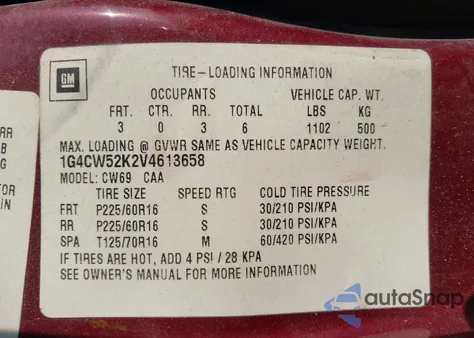 GM
TIRE-LOADING INFORMATION
OCCUPANTS VEHICLE CAP. WT.
FRT. CTR. RR. TOTAL LBS KG
3 0 3 6 1102 500
MAX. LOADING @ GVWR SAME AS VEHICLE CAPACITY WEIGHT.
1G4CW52K2V4613658
MODEL: CW69 CAA
TIRE SIZE SPEED RTG COLD TIRE PRESSURE
FRT P225/60R16 S 30/210 PSI/KPA
RR P225/60R16 S 30/210 PSI/KPA
SPA T125/70R16 M 60/420 PSI/KPA
IF TIRES ARE HOT, ADD 4 PSI / 28 KPA
SEE OWNER'S MANUAL FOR MORE INFORMATION
RR
B
TOR
IN
autoSnap